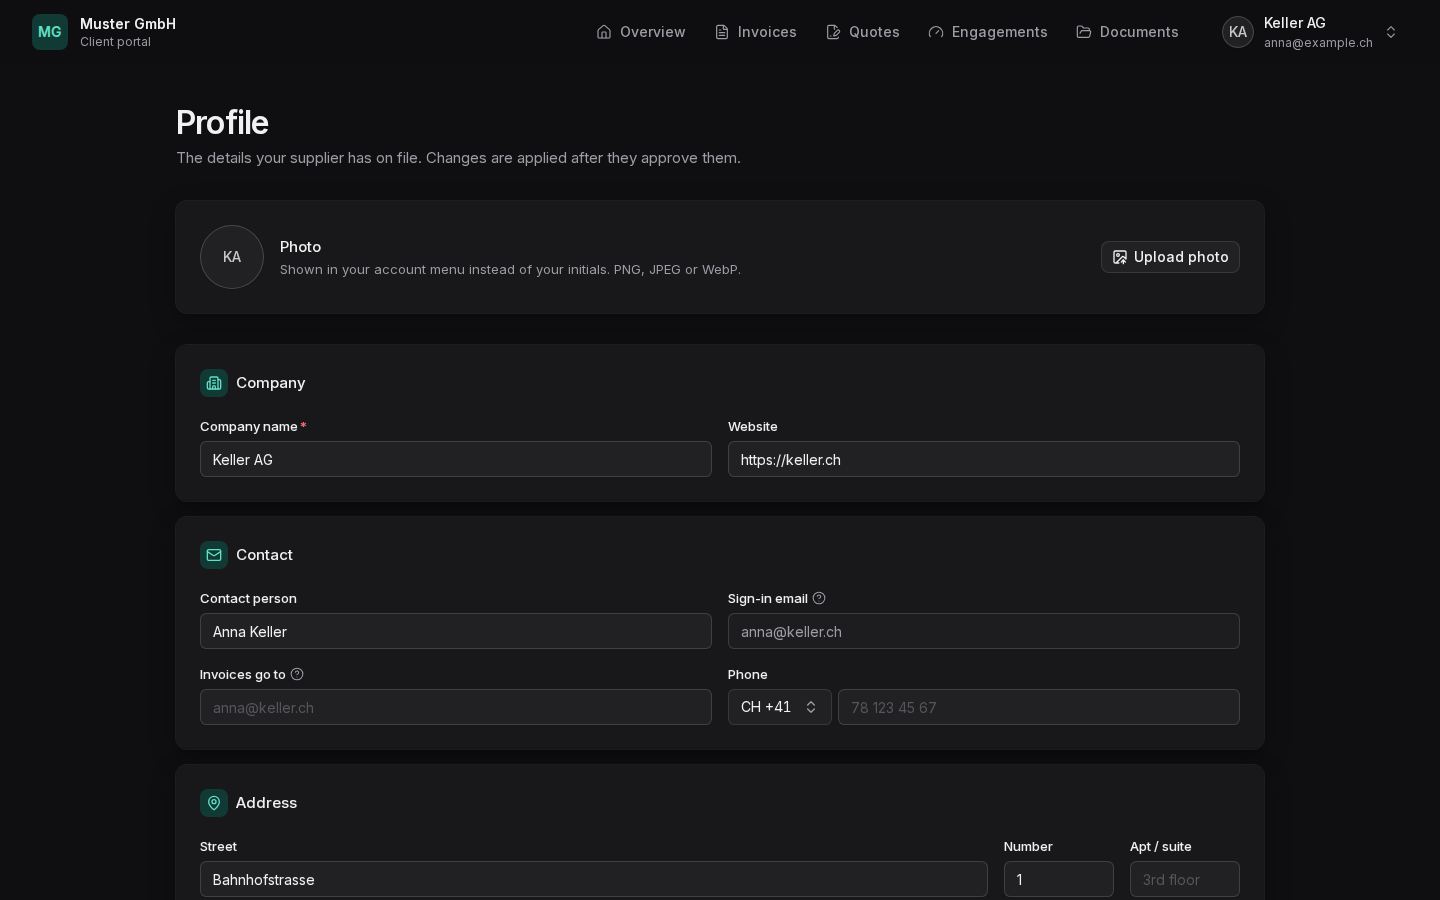 MG
Muster GmbH
Client portal
Overview
Invoices
Quotes
Engagements
Documents
KA
Keller AG
anna@example.ch
Profile
The details your supplier has on file. Changes are applied after they approve them.
KA
Photo
Shown in your account menu instead of your initials. PNG, JPEG or WebP.
Upload photo
Company
Company name*
Website
Keller AG
https://keller.ch
Contact
Contact person
Sign-in email
Anna Keller
anna@keller.ch
Invoices go to
Phone
anna@keller.ch
CH +41
78 123 45 67
Address
Street
Number
Apt / suite
Bahnhofstrasse
1
3rd floor